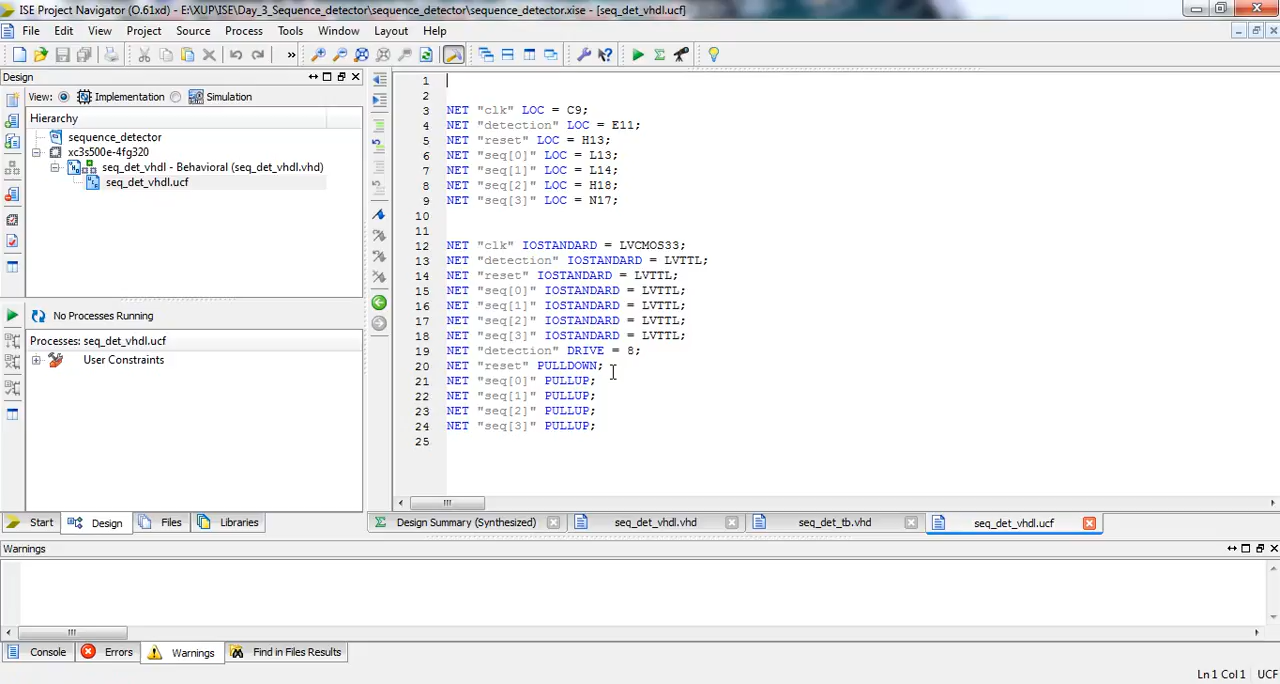 ISE Project Navigator (O.61xd) - E:\XUP\ISE\Day_3_Sequence_detector\sequence_detector\sequence_detector.xise - [seq_det_vhdl.ucf]
File Edit View Project Source Process Tools Window Layout Help
»
Design
View: Implementation Simulation
Hierarchy
sequence_detector
xc3s500e-4fg320
seq_det_vhdl - Behavioral (seq_det_vhdl.vhd)
seq_det_vhdl.ucf
No Processes Running
Processes: seq_det_vhdl.ucf
User Constraints
Start Design Files Libraries
1
2
3 NET "clk" LOC = C9;
4 NET "detection" LOC = E11;
5 NET "reset" LOC = H13;
6 NET "seq[0]" LOC = L13;
7 NET "seq[1]" LOC = L14;
8 NET "seq[2]" LOC = H18;
9 NET "seq[3]" LOC = N17;
10
11
12 NET "clk" IOSTANDARD = LVCMOS33;
13 NET "detection" IOSTANDARD = LVTTL;
14 NET "reset" IOSTANDARD = LVTTL;
15 NET "seq[0]" IOSTANDARD = LVTTL;
16 NET "seq[1]" IOSTANDARD = LVTTL;
17 NET "seq[2]" IOSTANDARD = LVTTL;
18 NET "seq[3]" IOSTANDARD = LVTTL;
19 NET "detection" DRIVE = 8;
20 NET "reset" PULLDOWN;
21 NET "seq[0]" PULLUP;
22 NET "seq[1]" PULLUP;
23 NET "seq[2]" PULLUP;
24 NET "seq[3]" PULLUP;
25
Design Summary (Synthesized) seq_det_vhdl.vhd seq_det_tb.vhd seq_det_vhdl.ucf
Warnings
Console Errors Warnings Find in Files Results
Ln 1 Col 1 UCF